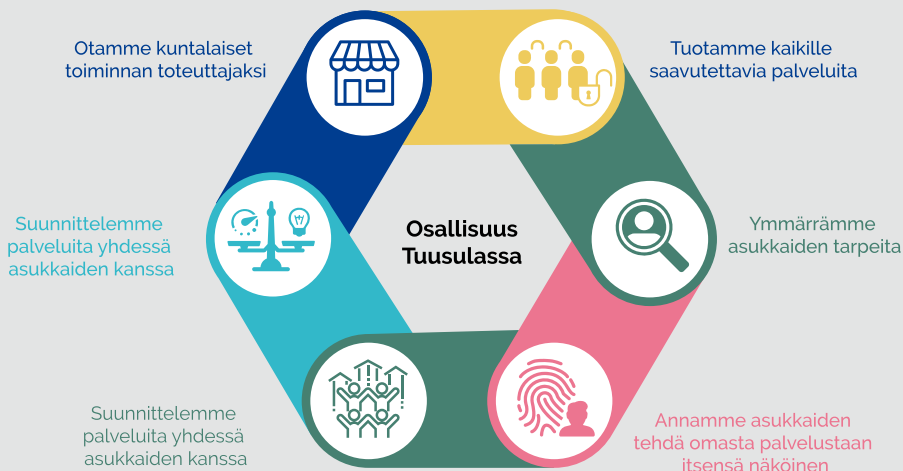 Otamme kuntalaiset
toiminnan toteuttajaksi
Tuotamme kaikille
saavutettavia palveluita
Suunnittelemme
palveluita yhdessä
asukkaiden kanssa
Osallisuus
Tuusulassa
Ymmärrämme
asukkaiden tarpeita
Suunnittelemme
palveluita yhdessä
asukkaiden kanssa
Annamme asukkaiden
tehdä omasta palvelustaan
itsensä näköinen